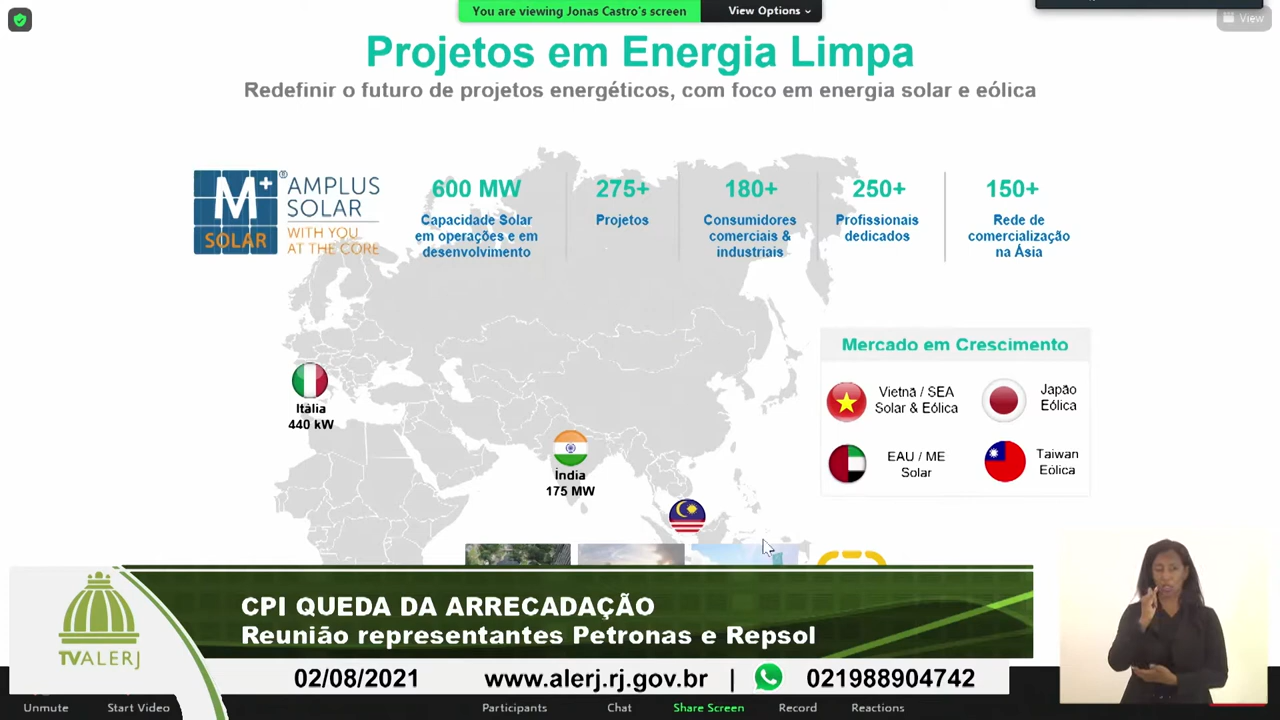 You are viewing Jonas Castro's screen
View Options
View
Projetos em Energia Limpa
Redefinir o futuro de projetos energéticos, com foco em energia solar e eólica
M+
SOLAR
®
AMPLUS
SOLAR
WITH YOU
AT THE CORE
600 MW
Capacidade Solar
em operações e em
desenvolvimento
275+
Projetos
180+
Consumidores
comerciais &
industriais
250+
Profissionais
dedicados
150+
Rede de
comercialização
na Ásia
Mercado em Crescimento
Vietnã / SEA
Solar & Eólica
Japão
Eólica
EAU / ME
Solar
Taiwan
Eólica
Itália
440 kW
Índia
175 MW
CPI QUEDA DA ARRECADAÇÃO
Reunião representantes Petronas e Repsol
TVALERJ
02/08/2021
www.alerj.rj.gov.br | 021988904742
Unmute
Start Video
Participants
Chat
Share Screen
Record
Reactions